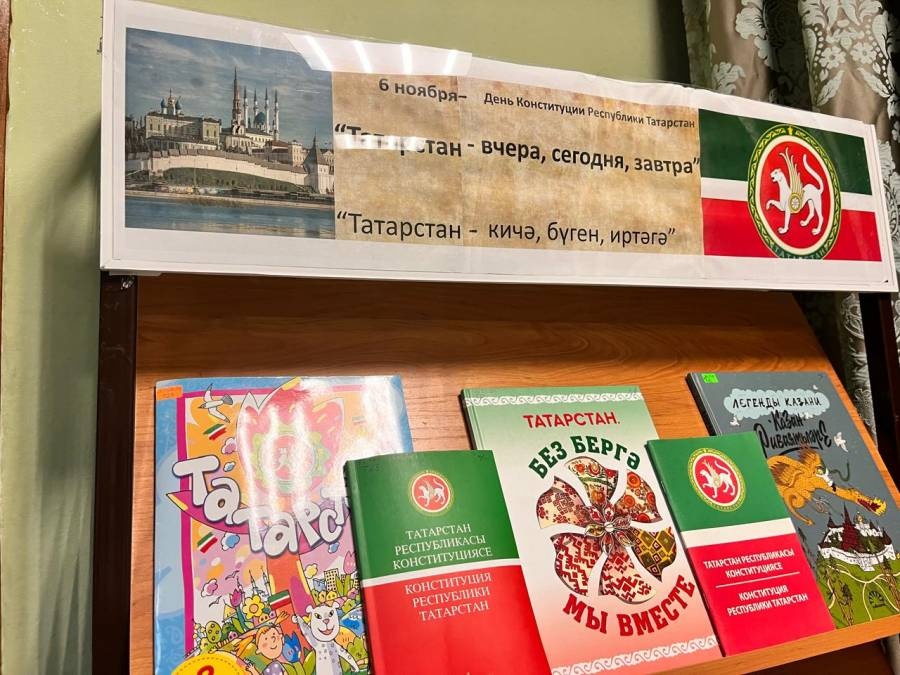 6 ноября– День Конституции Республики Татарстан
“Татарстан - вчера, сегодня, завтра”
“Татарстан - кичә, бүген, иртәгә”
ТАТАРСТАН
РЕСПУБЛИКАСЫ
КОНСТИТУЦИЯСЕ
КОНСТИТУЦИЯ
РЕСПУБЛИКИ
ТАТАРСТАН
ТАТАРСТАН.
БЕЗ БЕРГӘ
МЫ ВМЕСТЕ
ТАТАРСТАН РЕСПУБЛИКАСЫ
КОНСТИТУЦИЯСЕ
КОНСТИТУЦИЯ
РЕСПУБЛИКИ ТАТАРСТАН
ЛЕГЕНДЫ КАЗАНИ
Казан